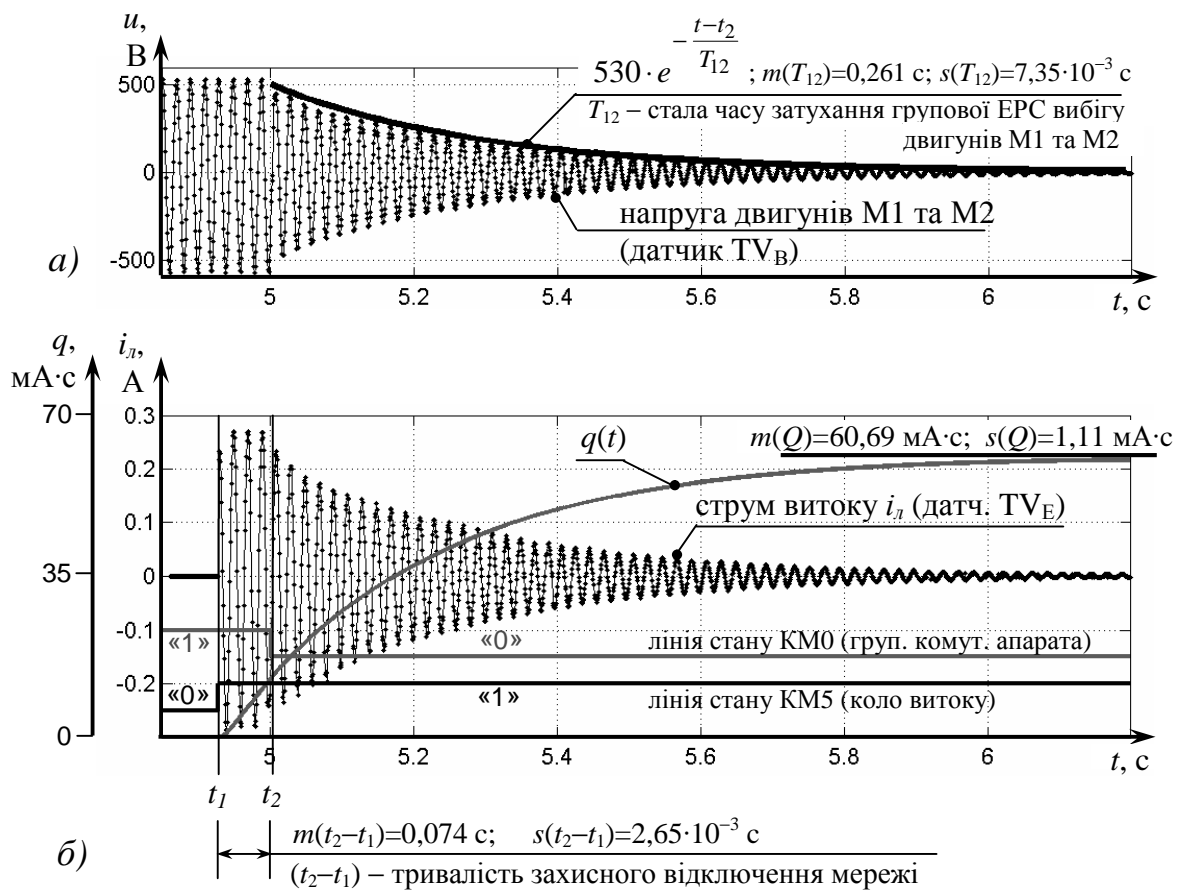 u,
В
530 · e^{−(t−t₂)/T₁₂} ; m(T₁₂)=0,261 с; s(T₁₂)=7,35·10⁻³ с
T₁₂ – стала часу затухання групової ЕРС вибігу
двигунів М1 та М2
500
0
-500
напруга двигунів М1 та М2
(датчик TV_В)
а)
5 5.2 5.4 5.6 5.8 6
t, с
q,
мА·с
i_л,
А
70
35
0
0.3
0.2
0.1
0
-0.1
-0.2
q(t)
m(Q)=60,69 мА·с; s(Q)=1,11 мА·с
струм витоку i_л (датч. TV_E)
«1» «0» лінія стану КМ0 (груп. комут. апарата)
«0» «1» лінія стану КМ5 (коло витоку)
5 5.2 5.4 5.6 5.8 6
t, с
t₁ t₂
б)
m(t₂–t₁)=0,074 с; s(t₂–t₁)=2,65·10⁻³ с
(t₂–t₁) – тривалість захисного відключення мережі